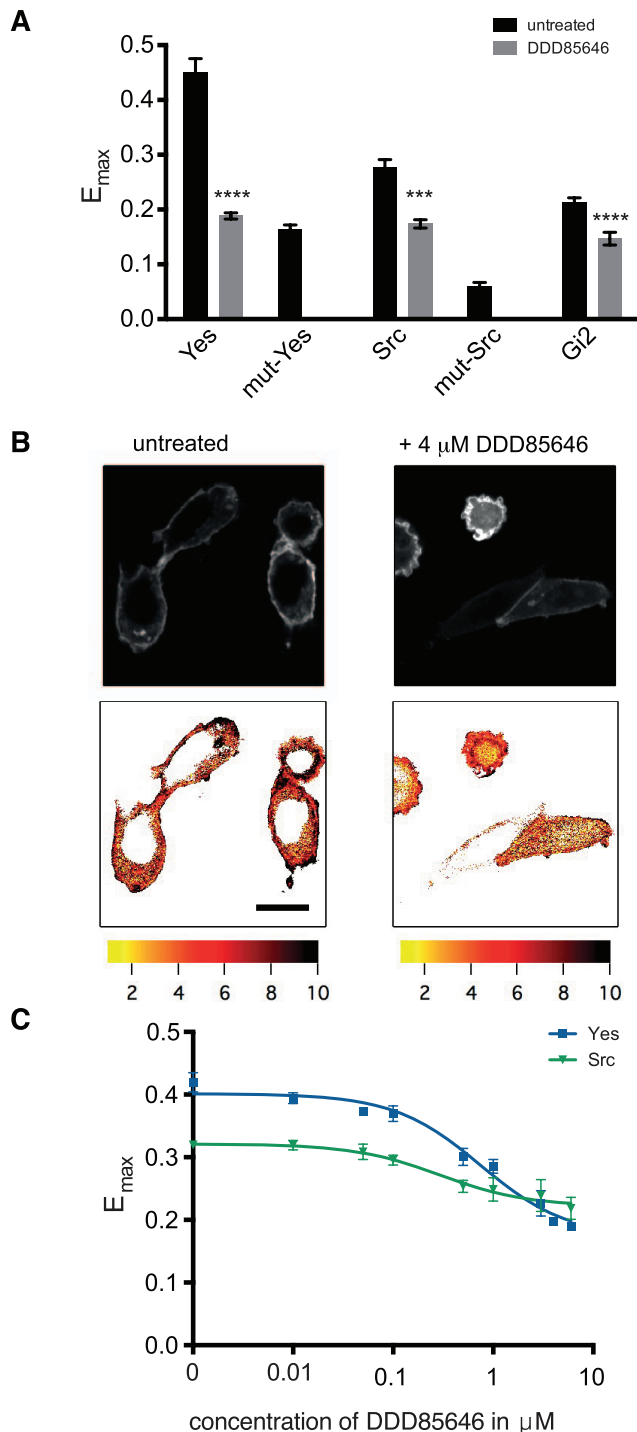 A
untreated
DDD85646
0.5
0.4
0.3
0.2
0.1
0.0
Emax
****
***
****
Yes
mut-Yes
Src
mut-Src
Gi2
B
untreated
+ 4 μM DDD85646
2 4 6 8 10
2 4 6 8 10
C
Yes
Src
0.5
0.4
0.3
0.2
0.1
0.0
Emax
0 0.01 0.1 1 10
concentration of DDD85646 in μM